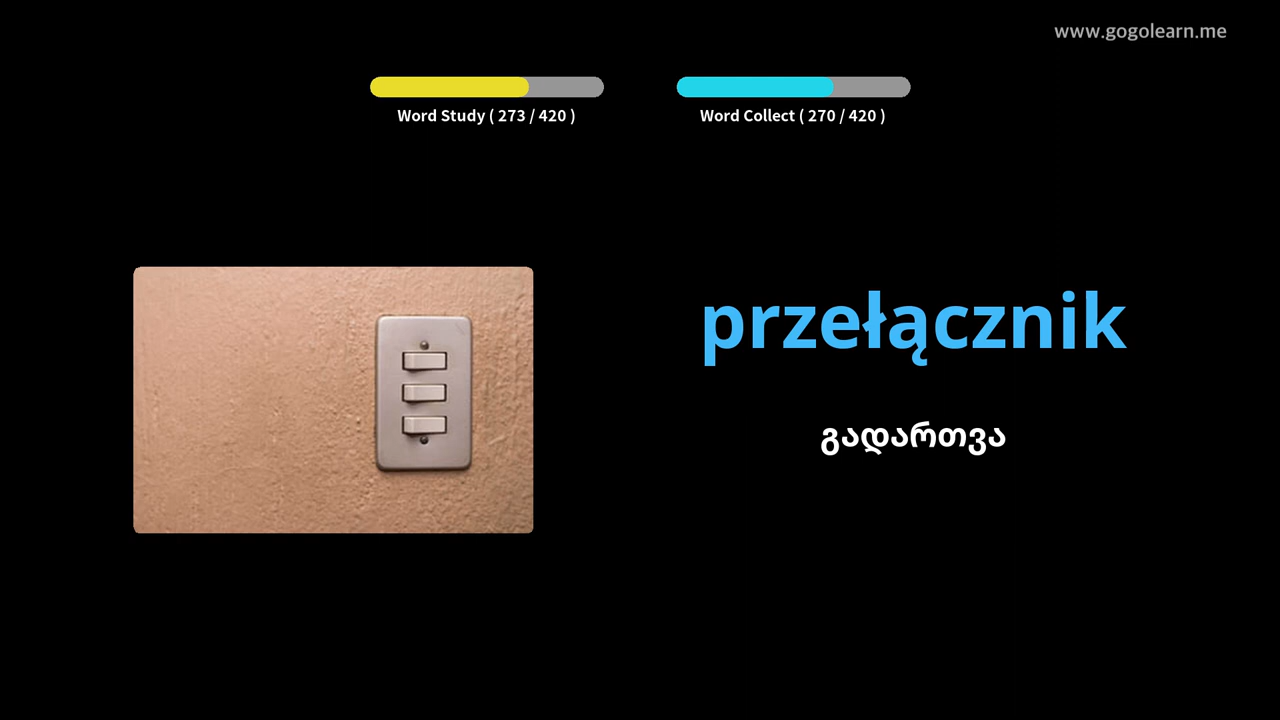 www.gogolearn.me
Word Study ( 273 / 420 )
Word Collect ( 270 / 420 )
przełącznik
გადართვა